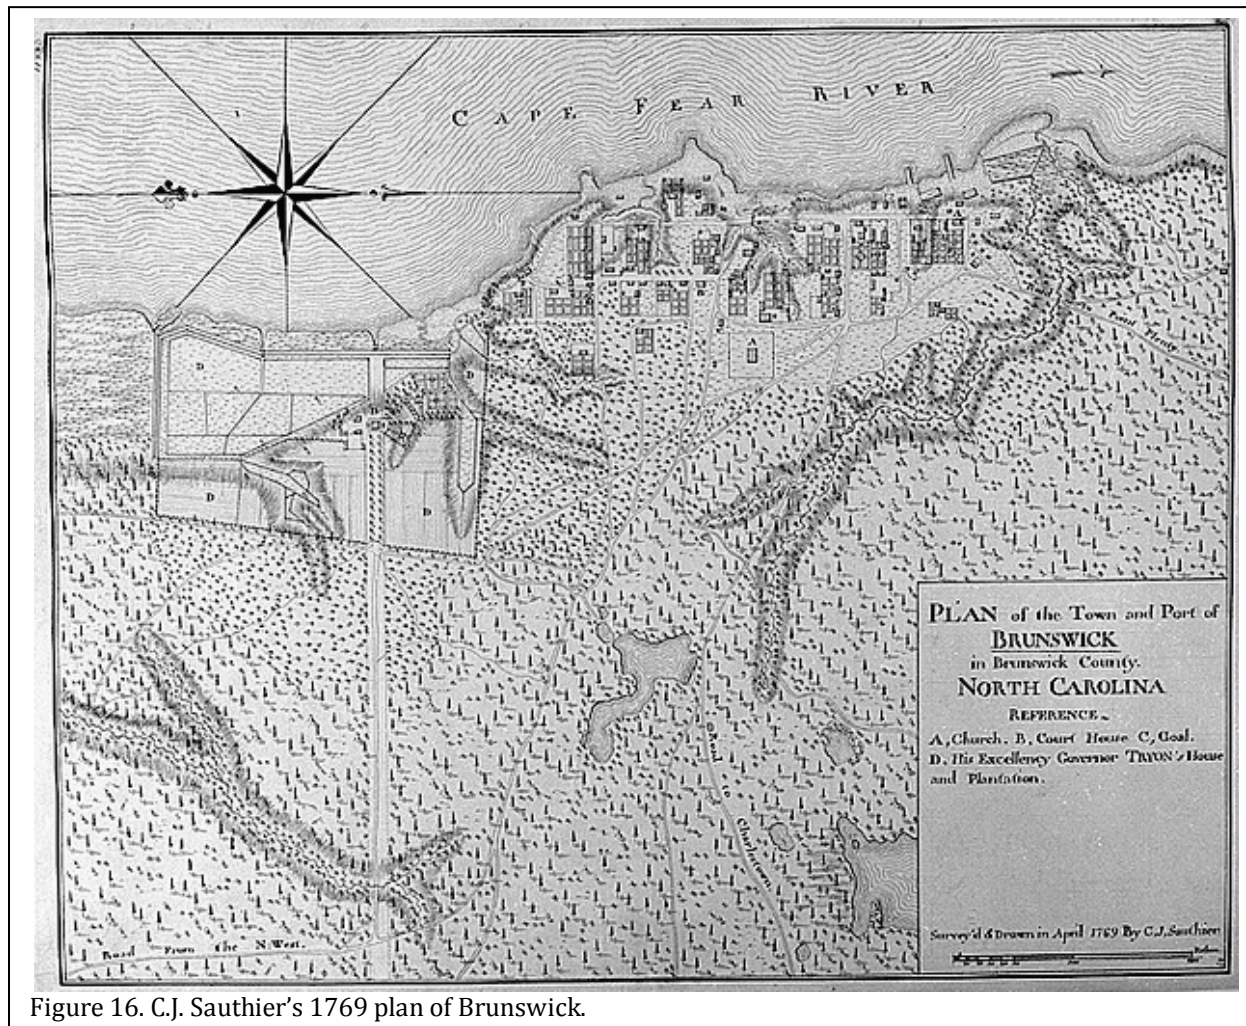 CAPE FEAR RIVER
D
D
D
D
A
Road From the N: West.
Road to
Charlestown.
PLAN of the Town and Port of
BRUNSWICK
in Brunswick County.
NORTH CAROLINA
REFERENCE.
A, Church. B, Court House C, Goal.
D. His Excellency Governor TRYON's House
and Plantation.
Survey'd & Drawn in April 1769 By C.J. Sauthier
Figure 16. C.J. Sauthier’s 1769 plan of Brunswick.